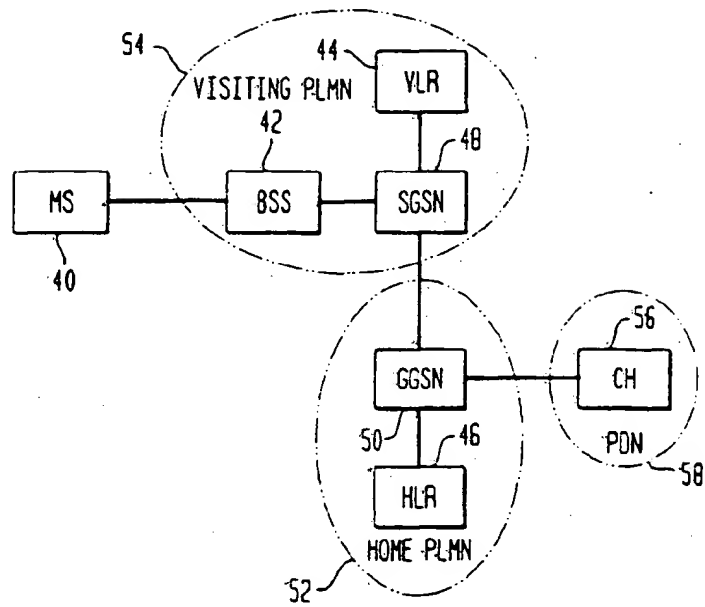 54
44
VLR
VISITING PLMN
42
48
MS
BSS
SGSN
40
56
GGSN
CH
50
46
PDN
58
HLR
HOME PLMN
52